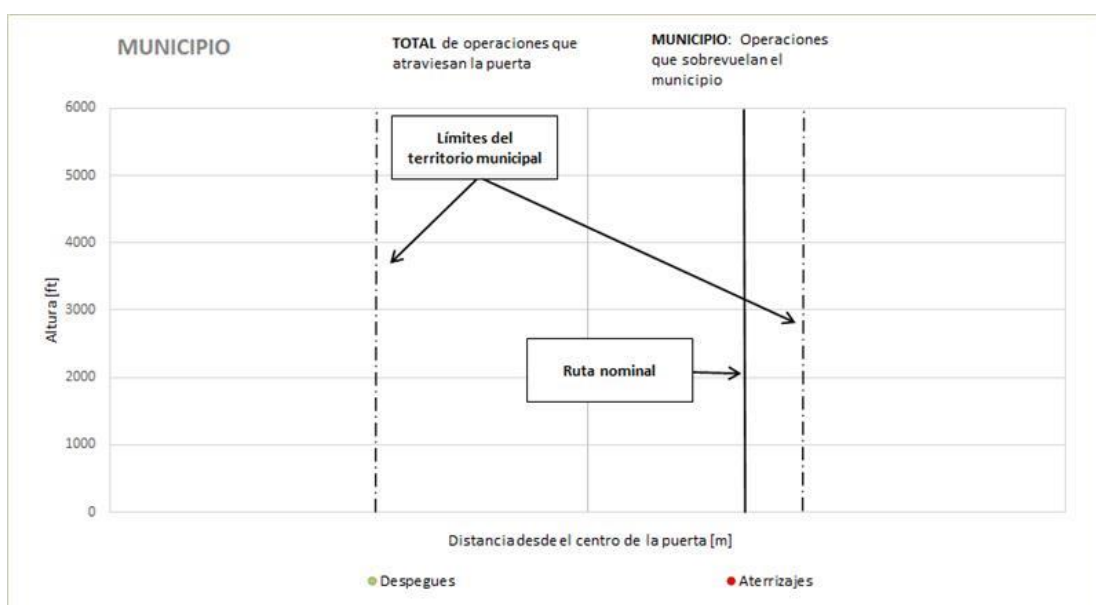 MUNICIPIO
TOTAL de operaciones que
atraviesan la puerta
MUNICIPIO: Operaciones
que sobrevuelan el
municipio
6000
5000
4000
3000
2000
1000
0
Altura [ft]
Límites del
territorio municipal
Ruta nominal
Distancia desde el centro de la puerta [m]
Despegues
Aterrizajes